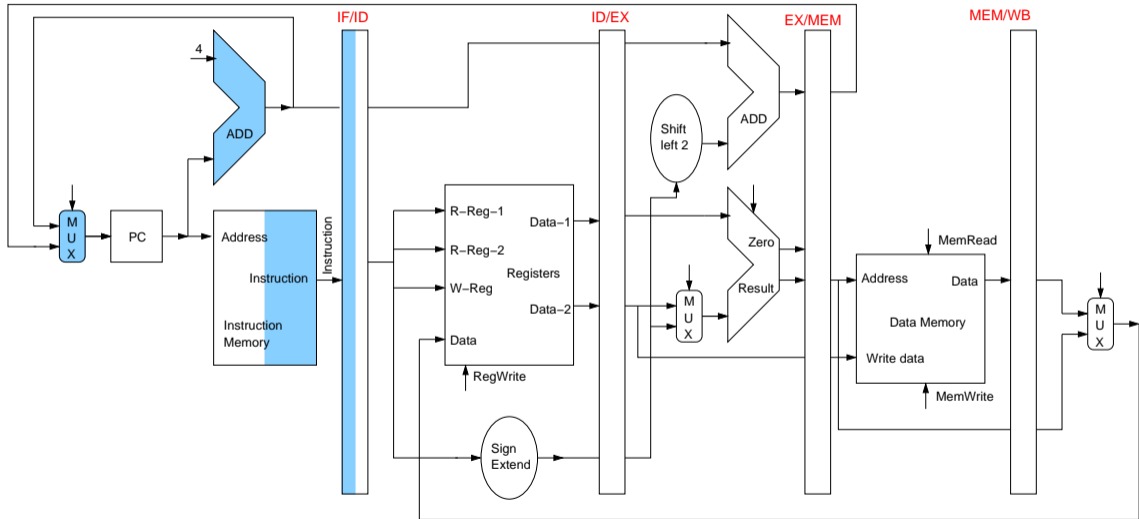 IF/ID
ID/EX
EX/MEM
MEM/WB
4
ADD
ADD
Shift
left 2
M
U
X
PC
Address
Instruction
Instruction
Memory
Instruction
R-Reg-1
R-Reg-2
W-Reg
Data
Data-1
Registers
Data-2
RegWrite
Sign
Extend
M
U
X
Zero
Result
MemRead
Address
Data
Data Memory
Write data
MemWrite
M
U
X